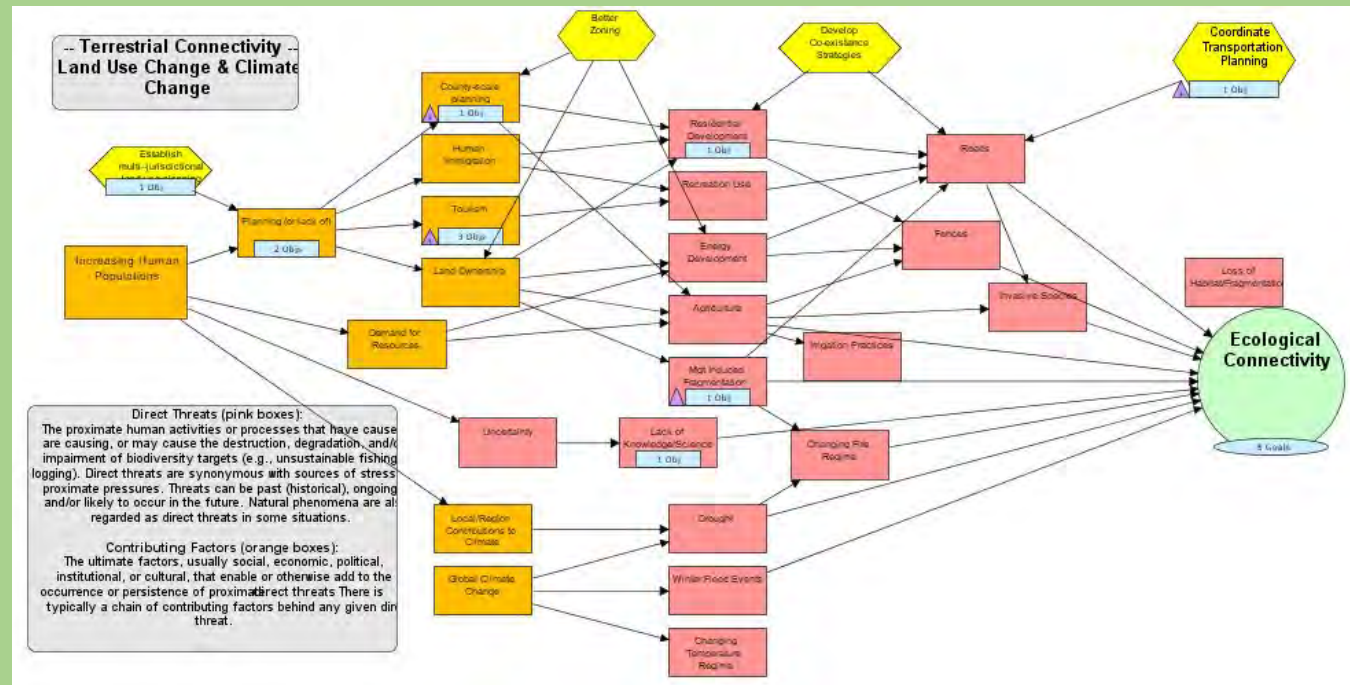 -- Terrestrial Connectivity --
Land Use Change & Climate
Change
Better
Zoning
Develop
Co-existance
Strategies
Coordinate
Transportation
Planning
1 Obj
County-scale
planning
1 Obj
Residential
Development
1 Obj
Roads
Human
Immigration
Establish
multi-jurisdictional
1 Obj
Recreation Use
Planning (or lack of)
2 Objs
Tourism
3 Objs
Fences
Energy
Development
Increasing Human
Populations
Land Ownership
Loss of
Habitat/Fragmentation
Invasive Species
Agriculture
Demand for
Resources
Irrigation Practices
Ecological
Connectivity
Mgt Induced
Fragmentation
1 Obj
Uncertainty
Lack of
Knowledge/Science
1 Obj
Changing Fire
Regime
Goals
Direct Threats (pink boxes):
The proximate human activities or processes that have cause
are causing, or may cause the destruction, degradation, and/o
impairment of biodiversity targets (e.g., unsustainable fishing
logging). Direct threats are synonymous with sources of stress
proximate pressures. Threats can be past (historical), ongoing
and/or likely to occur in the future. Natural phenomena are als
regarded as direct threats in some situations.
Contributing Factors (orange boxes):
The ultimate factors, usually social, economic, political,
institutional, or cultural, that enable or otherwise add to the
occurrence or persistence of proximate direct threats There is
typically a chain of contributing factors behind any given dire
threat.
Local/Region
Contributions to
Climate
Drought
Global Climate
Change
Winter Flood Events
Changing
Temperature
Regime